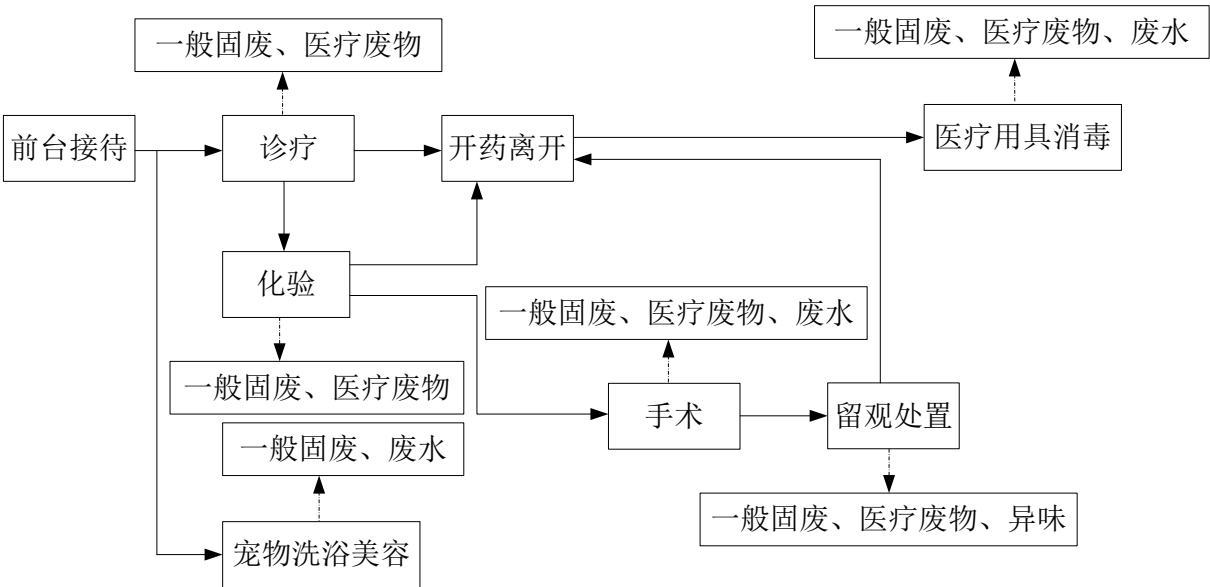 一般固废、医疗废物
一般固废、医疗废物、废水
前台接待
诊疗
开药离开
医疗用具消毒
化验
一般固废、医疗废物、废水
一般固废、医疗废物
手术
留观处置
一般固废、废水
一般固废、医疗废物、异味
宠物洗浴美容